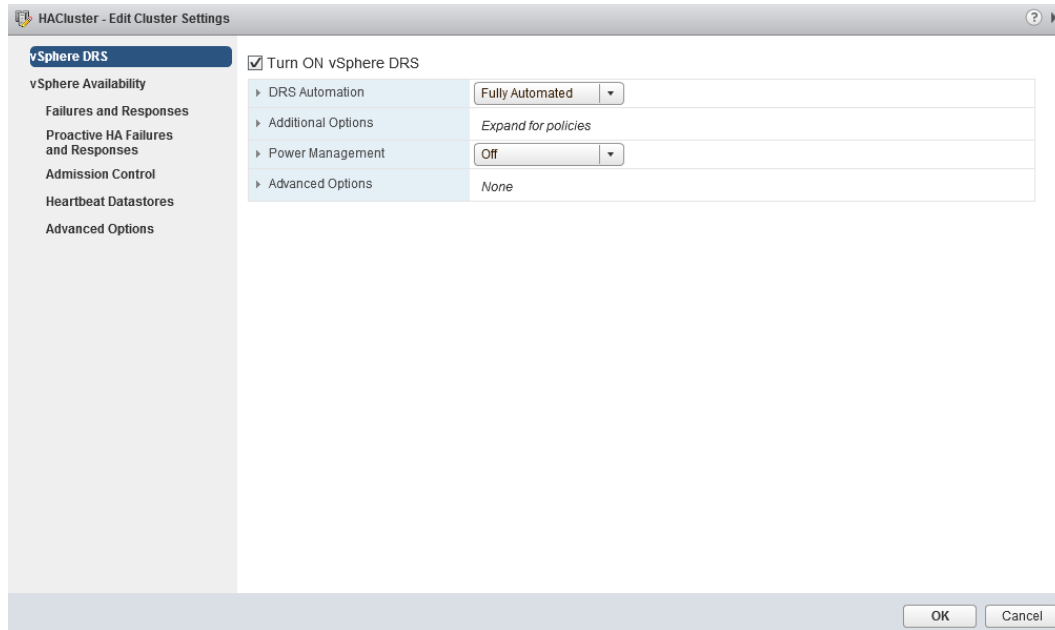 HACluster - Edit Cluster Settings
?
vSphere DRS
vSphere Availability
Failures and Responses
Proactive HA Failures
and Responses
Admission Control
Heartbeat Datastores
Advanced Options
Turn ON vSphere DRS
DRS Automation Fully Automated
Additional Options Expand for policies
Power Management Off
Advanced Options None
OK Cancel